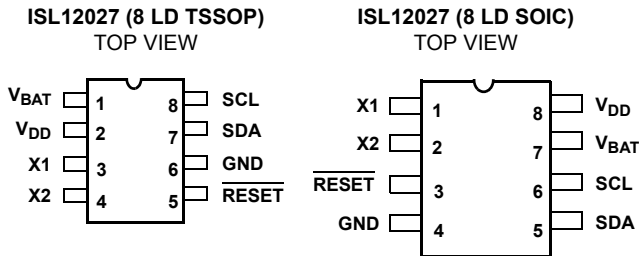 ISL12027 (8 LD TSSOP)
TOP VIEW
VBAT 1 8 SCL
VDD 2 7 SDA
X1 3 6 GND
X2 4 5 RESET
ISL12027 (8 LD SOIC)
TOP VIEW
X1 1 8 VDD
X2 2 7 VBAT
RESET 3 6 SCL
GND 4 5 SDA